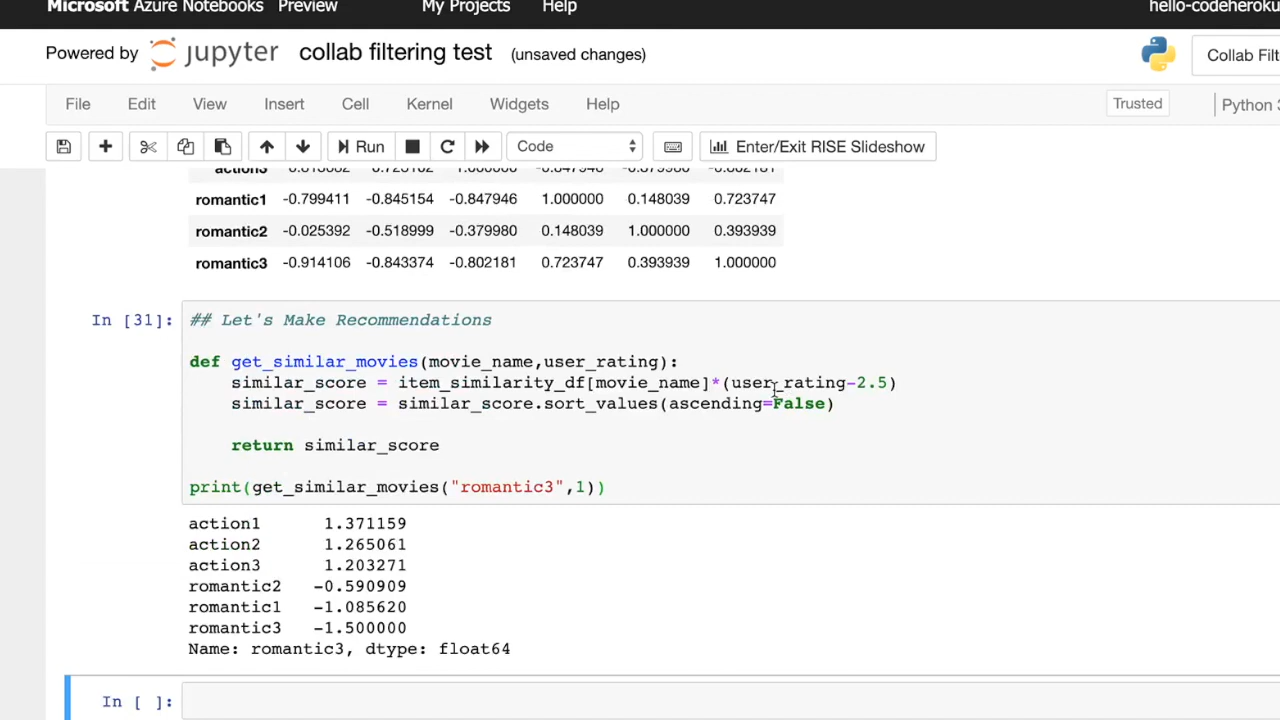 Microsoft Azure Notebooks Preview My Projects Help hello-codeheroku
Powered by jupyter collab filtering test (unsaved changes) Collab Filt
File Edit View Insert Cell Kernel Widgets Help Trusted Python 3
Run Code Enter/Exit RISE Slideshow
romantic1 -0.799411 -0.845154 -0.847946 1.000000 0.148039 0.723747
romantic2 -0.025392 -0.518999 -0.379980 0.148039 1.000000 0.393939
romantic3 -0.914106 -0.843374 -0.802181 0.723747 0.393939 1.000000
In [31]: ## Let's Make Recommendations
def get_similar_movies(movie_name,user_rating):
similar_score = item_similarity_df[movie_name]*(user_rating-2.5)
similar_score = similar_score.sort_values(ascending=False)
return similar_score
print(get_similar_movies("romantic3",1))
action1 1.371159
action2 1.265061
action3 1.203271
romantic2 -0.590909
romantic1 -1.085620
romantic3 -1.500000
Name: romantic3, dtype: float64
In [ ]: